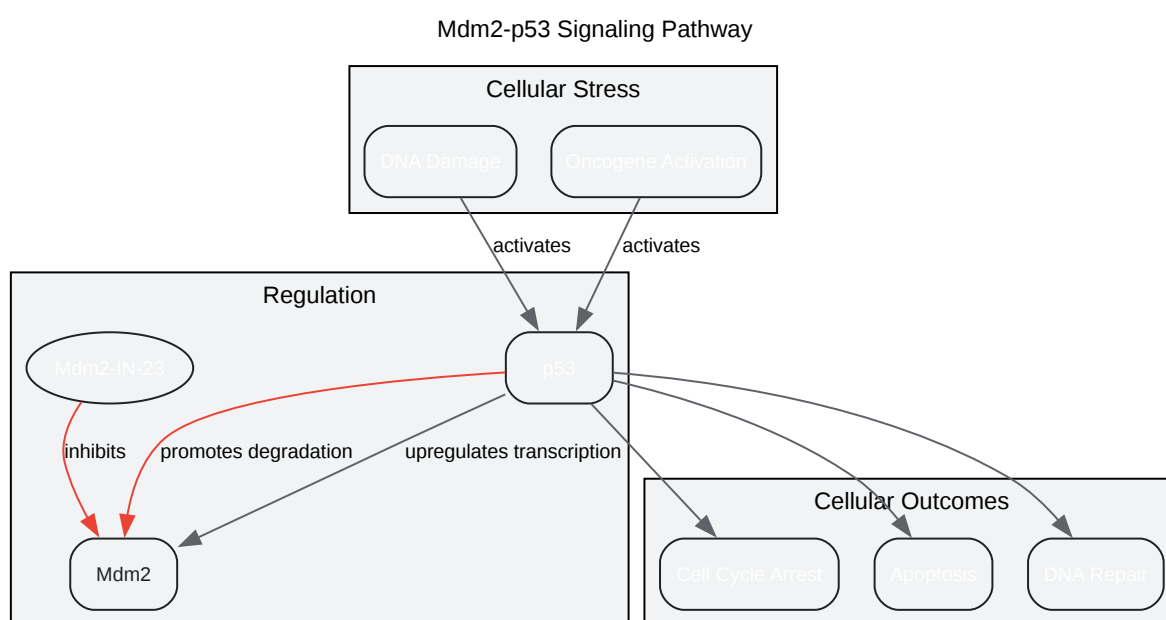 Mdm2-p53 Signaling Pathway
Cellular Stress
DNA Damage
Oncogene Activation
activates
activates
Regulation
Mdm2-IN-23
p53
inhibits
promotes degradation
upregulates transcription
Cellular Outcomes
Mdm2
Cell Cycle Arrest
Apoptosis
DNA Repair